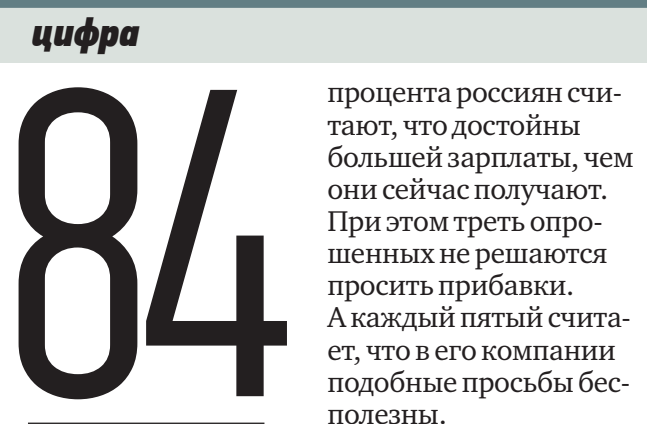 цифра
84
процента россиян счи-
тают, что достойны
большей зарплаты, чем
они сейчас получают.
При этом треть опро-
шенных не решаются
просить прибавки.
А каждый пятый счита-
ет, что в его компании
подобные просьбы бес-
полезны.